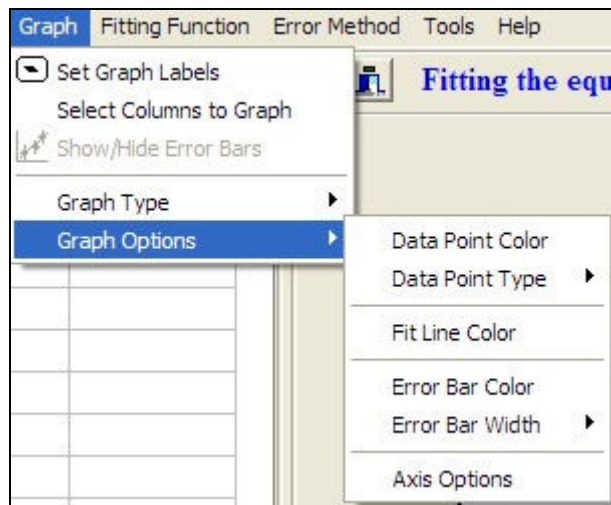 Graph Fitting Function Error Method Tools Help
Set Graph Labels
Fitting the equ
Select Columns to Graph
Show/Hide Error Bars
Graph Type
Graph Options
Data Point Color
Data Point Type
Fit Line Color
Error Bar Color
Error Bar Width
Axis Options